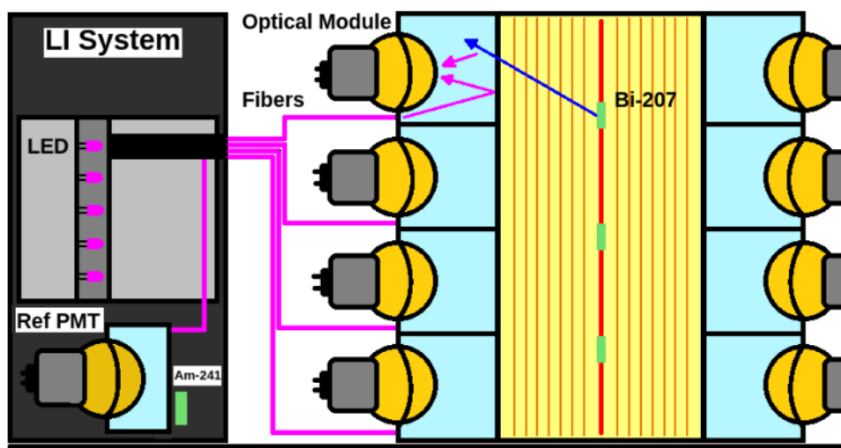 LI System
Optical Module
Fibers
Bi-207
LED
Ref PMT
Am-241